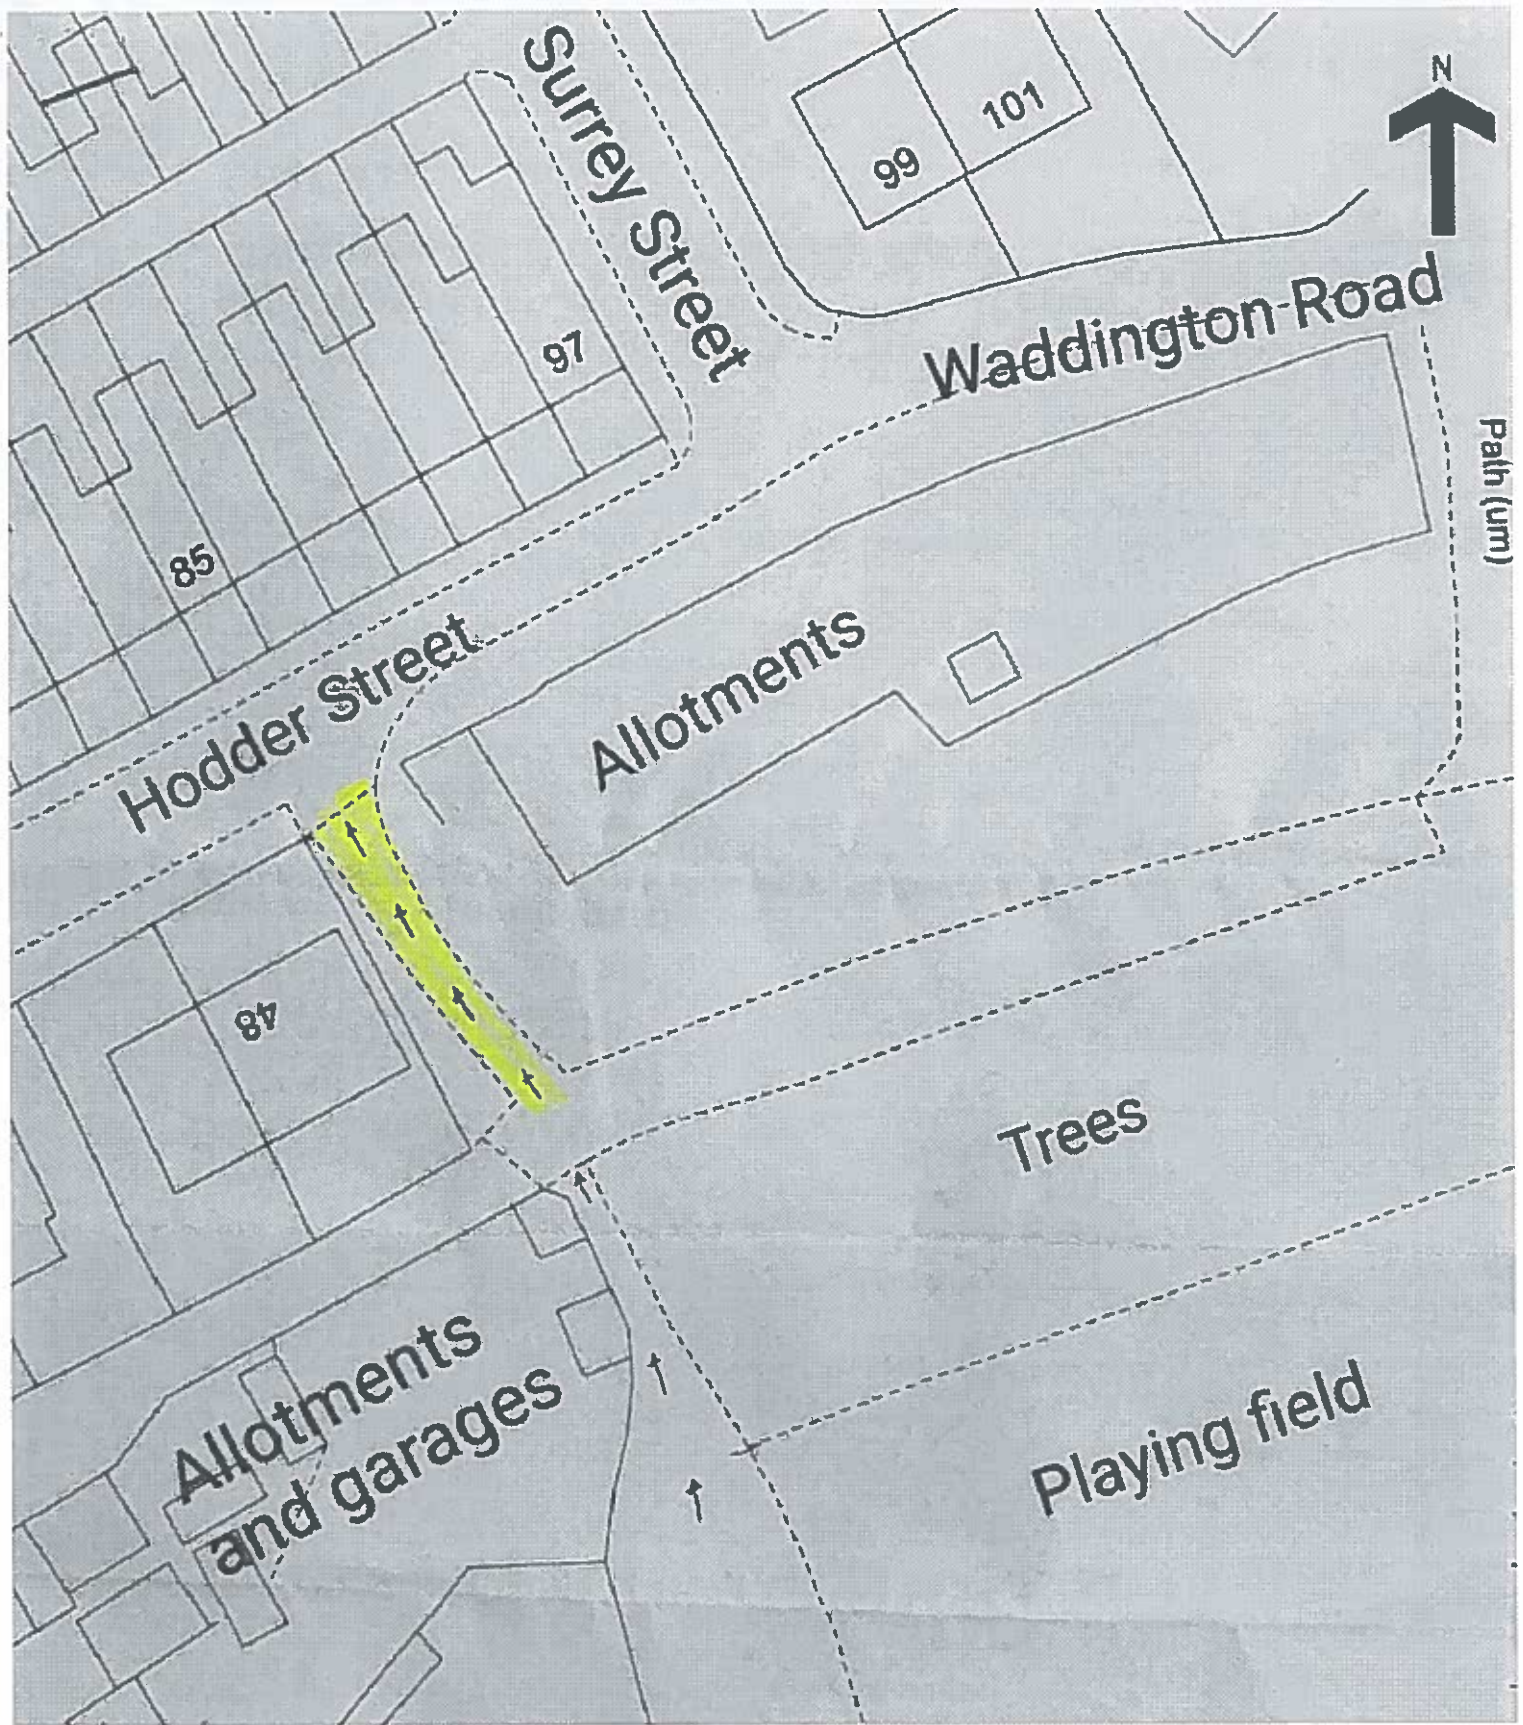 Surrey Street
N
101
99
Waddington Road
97
Path (um)
85
Hodder Street
Allotments
48
Trees
Allotments
and garages
Playing field